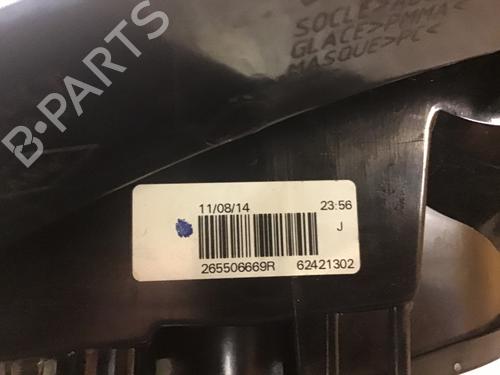 SOCLE>
GLACE>PMMA<
MASQUE>PC<
B-PARTS
11/08/14 23:56
J
265506669R 62421302